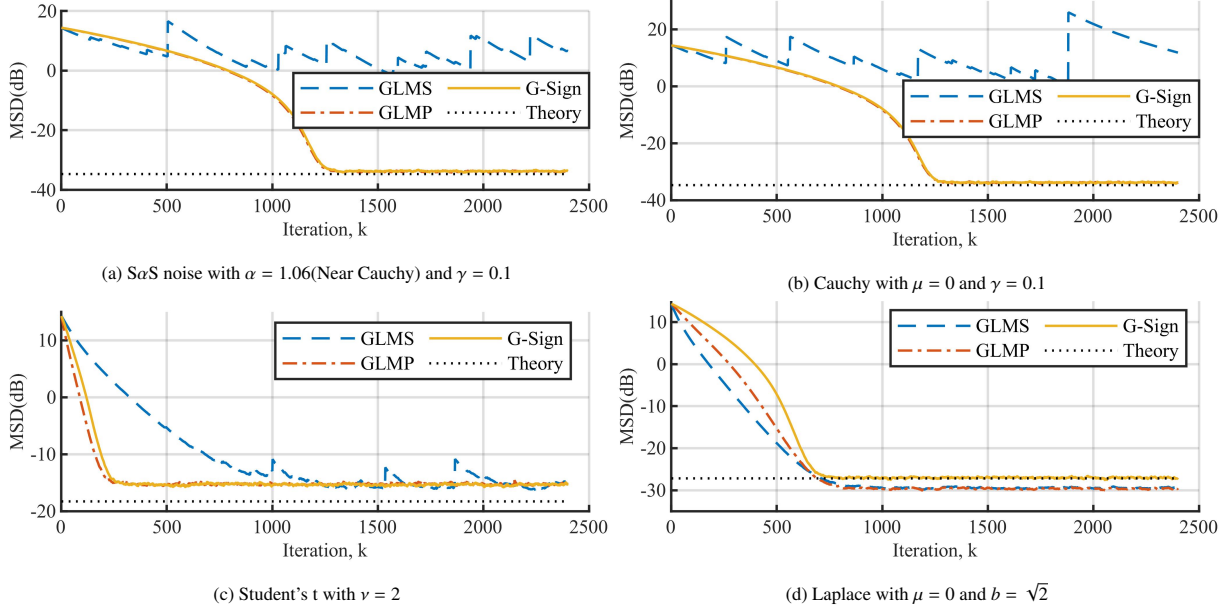 20
0
-20
-40
MSD(dB)
GLMS
G-Sign
GLMP
Theory
0
500
1000
1500
2000
2500
Iteration, k
(a) SαS noise with α = 1.06(Near Cauchy) and γ = 0.1
20
0
-20
-40
MSD(dB)
GLMS
G-Sign
GLMP
Theory
0
500
1000
1500
2000
2500
Iteration, k
(b) Cauchy with μ = 0 and γ = 0.1
10
0
-10
-20
MSD(dB)
GLMS
G-Sign
GLMP
Theory
0
500
1000
1500
2000
2500
Iteration, k
(c) Student's t with ν = 2
10
0
-10
-20
-30
MSD(dB)
GLMS
G-Sign
GLMP
Theory
0
500
1000
1500
2000
2500
Iteration, k
(d) Laplace with μ = 0 and b = √2